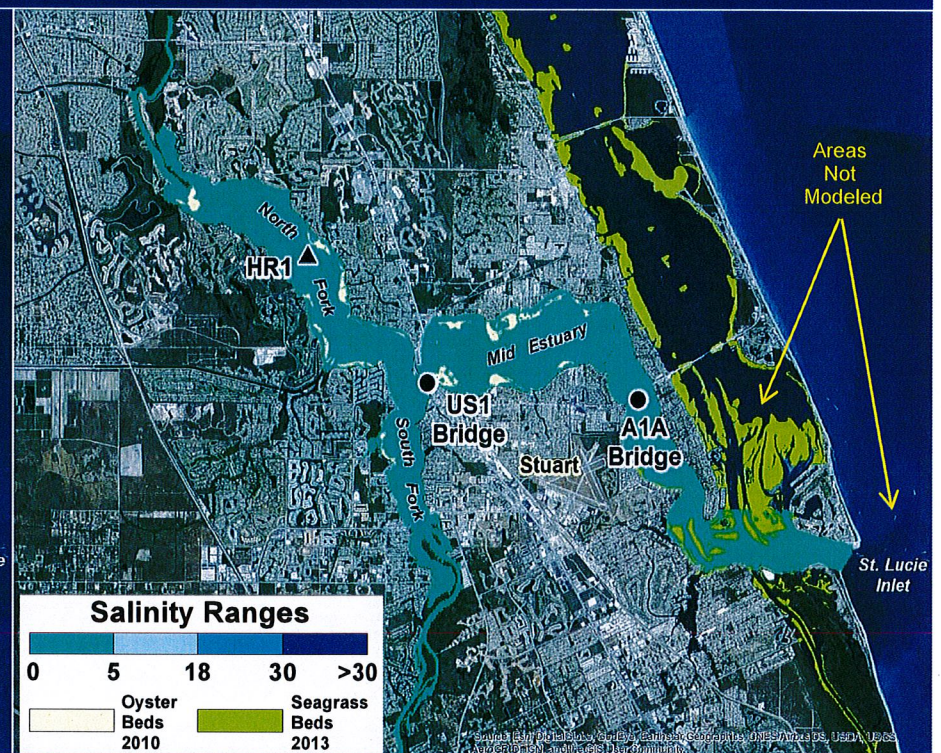 Areas
Not
Modeled
North
Fork
HR1
Mid Estuary
US1
Bridge
A1A
Bridge
South
Fork
Stuart
St. Lucie
Inlet
e
Salinity Ranges
0 5 18 30 >30
Oyster
Beds
2010
Seagrass
Beds
2013